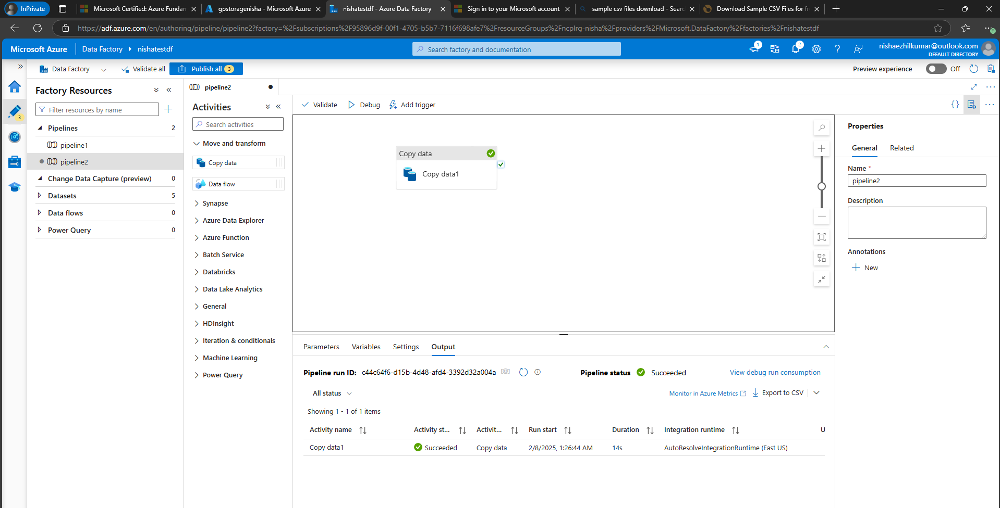 InPrivate
Microsoft Certified: Azure Fundam
gpstoragenisha - Microsoft Azure
nishatestdf - Azure Data Factory
Sign in to your Microsoft account
sample csv files download - Searc
Download Sample CSV Files for fr
https://adf.azure.com/en/authoring/pipeline/pipeline2?factory=%2Fsubscriptions%2F95896d9f-00f1-4705-b5b7-7116f698afe7%2FresourceGroups%2Fncplrg-nisha%2Fproviders%2FMicrosoft.DataFactory%2Ffactories%2Fnishatestdf
Microsoft Azure
Data Factory
nishatestdf
Search factory and documentation
1
2
nishaezhilkumar@outlook.com
DEFAULT DIRECTORY
Data Factory
Validate all
Publish all 3
Preview experience
Off
3
Factory Resources
Filter resources by name
Pipelines 2
pipeline1
pipeline2
Change Data Capture (preview) 0
Datasets 5
Data flows 0
Power Query 0
pipeline2
Activities
Search activities
Move and transform
Copy data
Data flow
Synapse
Azure Data Explorer
Azure Function
Batch Service
Databricks
Data Lake Analytics
General
HDInsight
Iteration & conditionals
Machine Learning
Power Query
Validate
Debug
Add trigger
Copy data
Copy data1
Parameters
Variables
Settings
Output
Pipeline run ID: c44c64f6-d15b-4d48-afd4-3392d32a004a
Pipeline status Succeeded
View debug run consumption
All status
Monitor in Azure Metrics
Export to CSV
Showing 1 - 1 of 1 items
Activity name Activity st... Activit... Run start Duration Integration runtime U
Copy data1 Succeeded Copy data 2/8/2025, 1:26:44 AM 14s AutoResolveIntegrationRuntime (East US)
Properties
General
Related
Name *
pipeline2
Description
Annotations
New